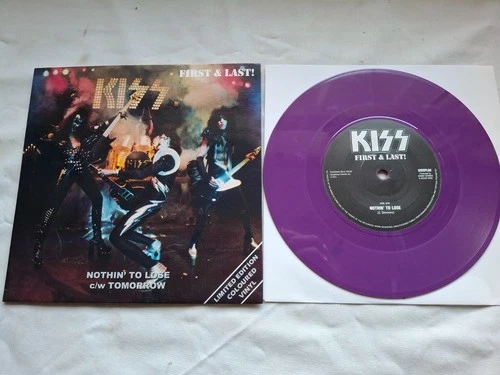 FIRST & LAST!
KISS
NOTHIN' TO LOSE
c/w TOMORROW
LIMITED EDITION
COLOURED
VINYL
KISS
FIRST & LAST!
NOTHIN' TO LOSE